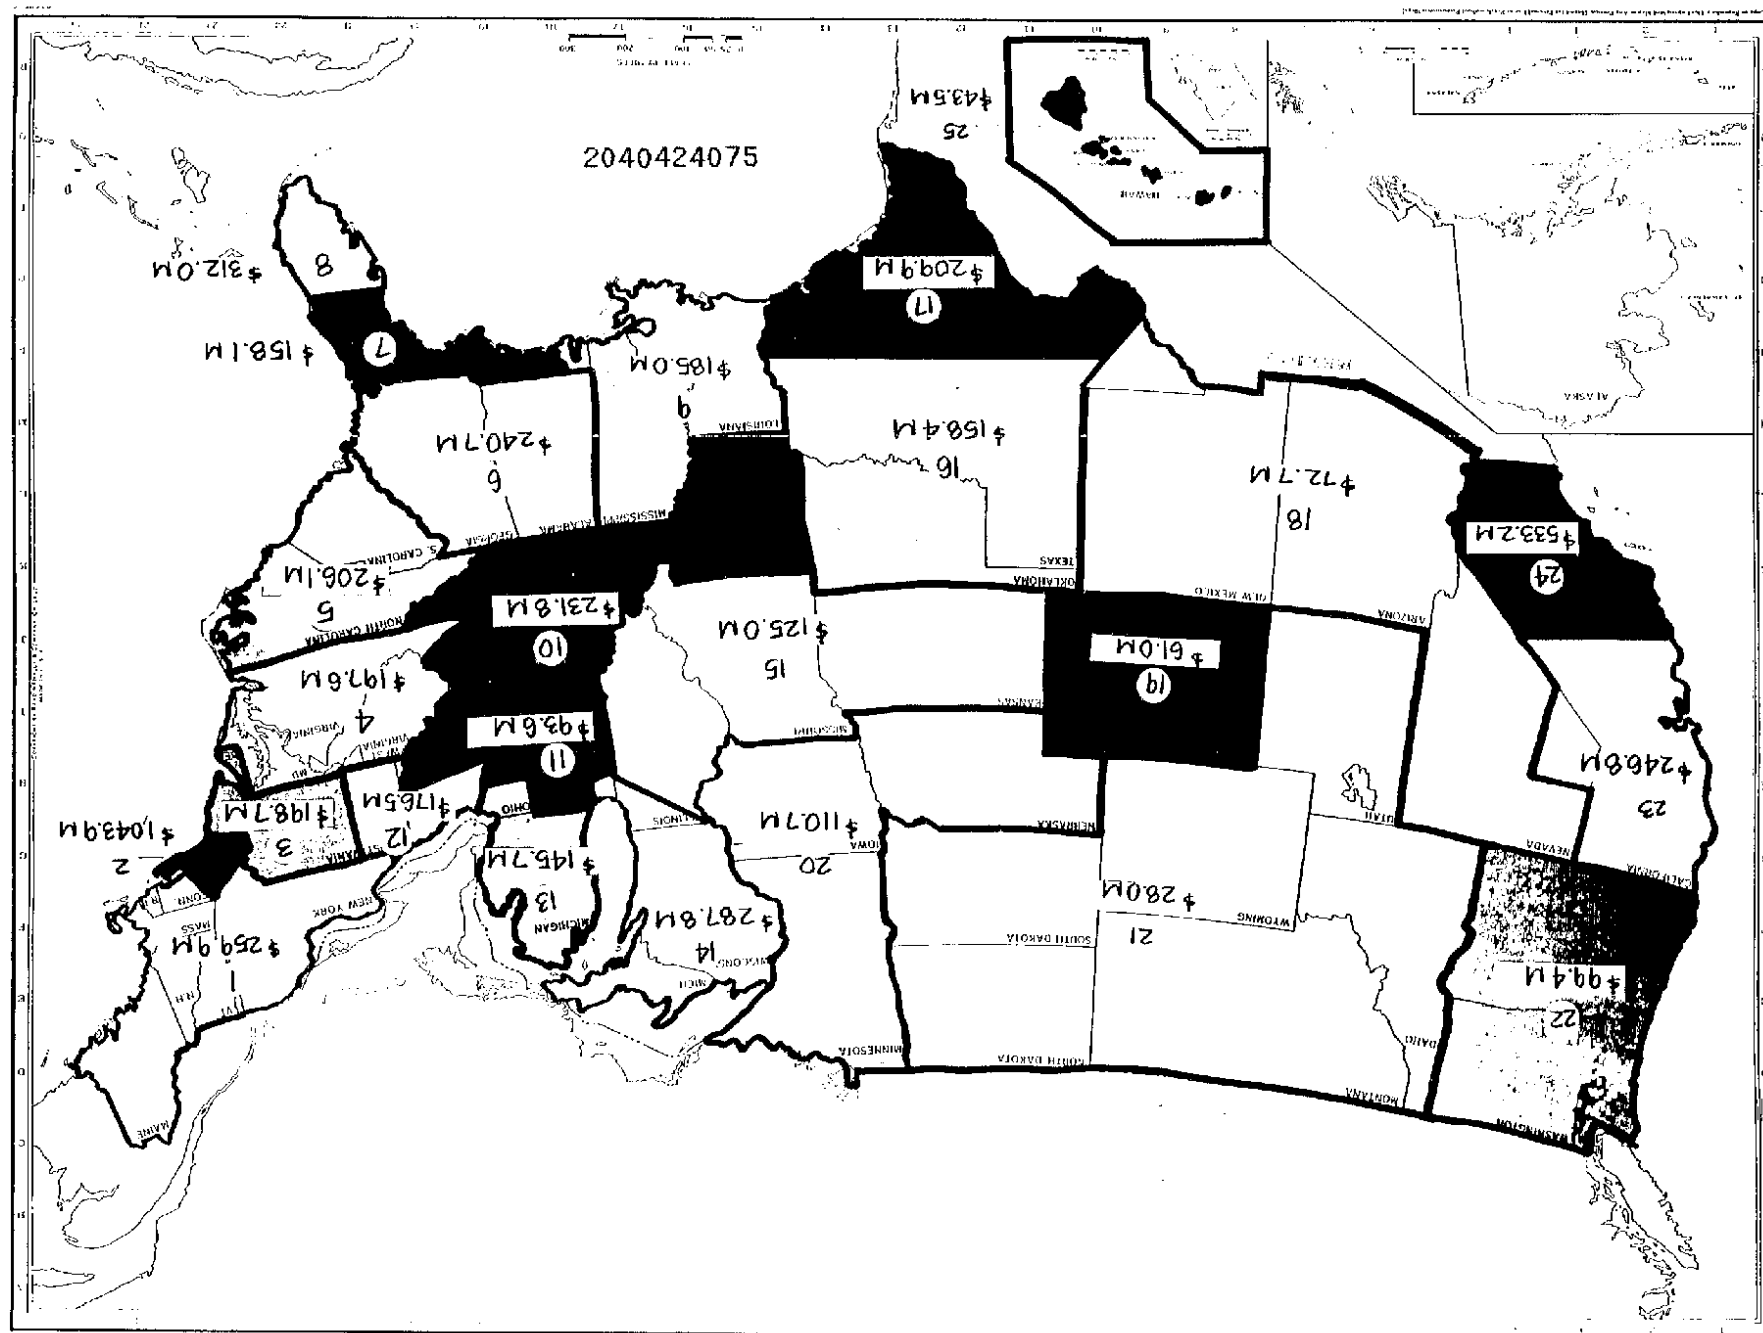 2040424075
MAINE
N.H.
VT.
MASS
CONN.
R.I.
NEW YORK
1
$259.9M
2
$1,043.9M
3
$198.7M
MD.
VIRGINIA
4
$197.6M
NORTH CAROLINA
5
$206.1M
S. CAROLINA
GEORGIA
ALABAMA
MISSISSIPPI
6
$240.7M
7
$158.1M
8
$312.0M
9
$185.0M
LOUISIANA
10
$231.8M
11
$93.6M
OHIO
12
$176.5M
13
$145.7M
MICHIGAN
MICH
14
$287.8M
ILLINOIS
15
$125.0M
MISSOURI
16
$158.4M
TEXAS
OKLAHOMA
17
$209.9M
18
$72.7M
NEW MEXICO
ARIZONA
19
$61.0M
KANSAS
NEBRASKA
20
$110.7M
IOWA
MINNESOTA
21
$28.0M
WYOMING
SOUTH DAKOTA
NORTH DAKOTA
MONTANA
IDAHO
22
$99.4M
WASHINGTON
UTAH
NEVADA
CALIFORNIA
23
$246.8M
24
$533.2M
25
$43.5M
HAWAII
ALASKA